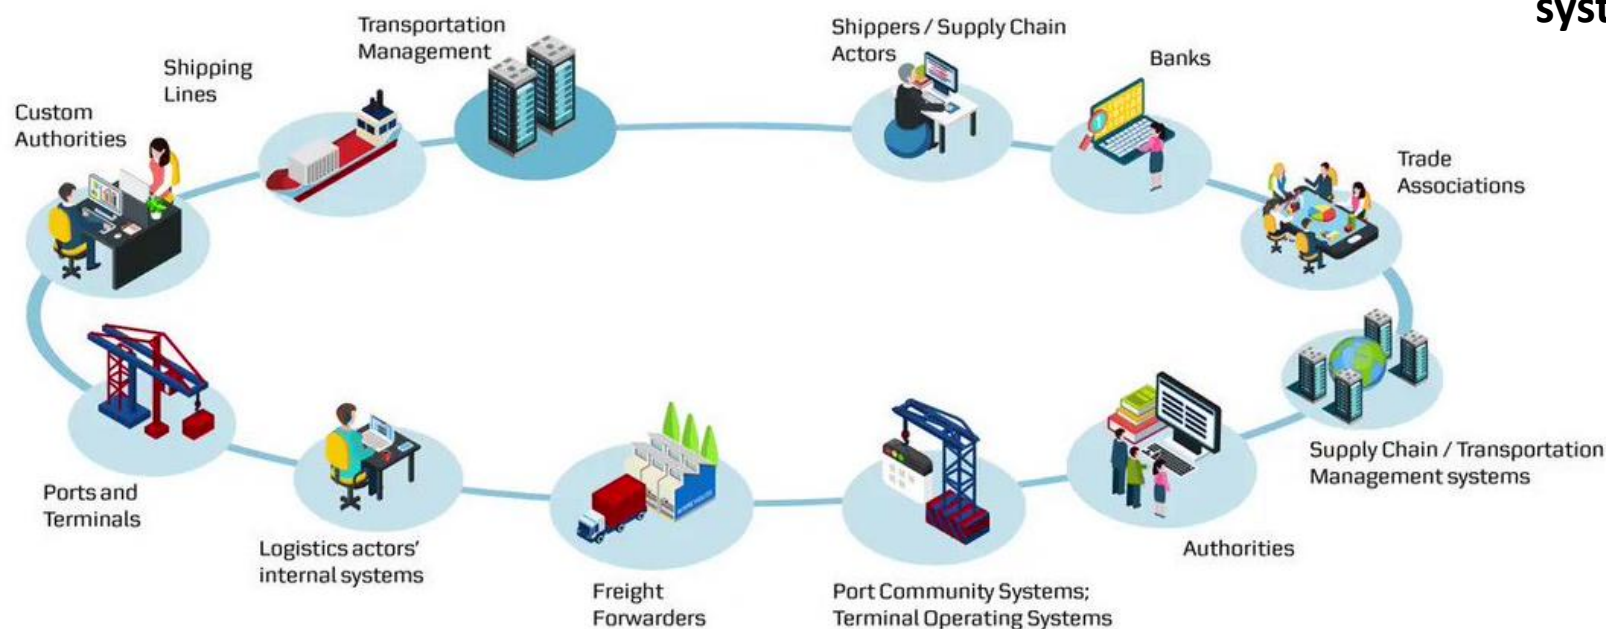 syst
Transportation
Management
Shippers / Supply Chain
Actors
Banks
Shipping
Lines
Custom
Authorities
Trade
Associations
Supply Chain / Transportation
Management systems
Ports and
Terminals
Logistics actors'
internal systems
Authorities
Freight
Forwarders
Port Community Systems;
Terminal Operating Systems